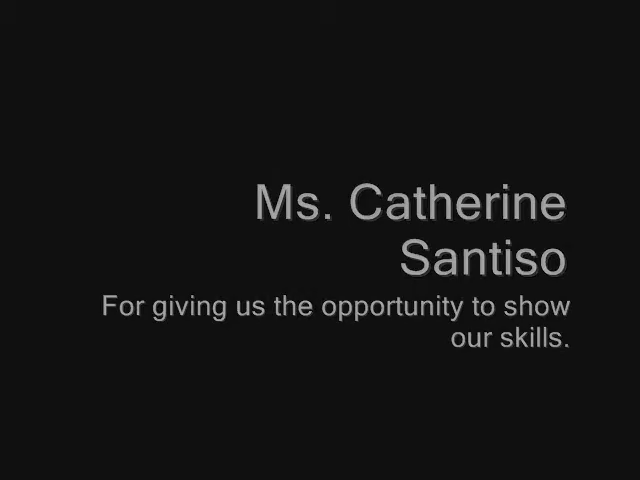 Ms. Catherine
Santiso
For giving us the opportunity to show
our skills.